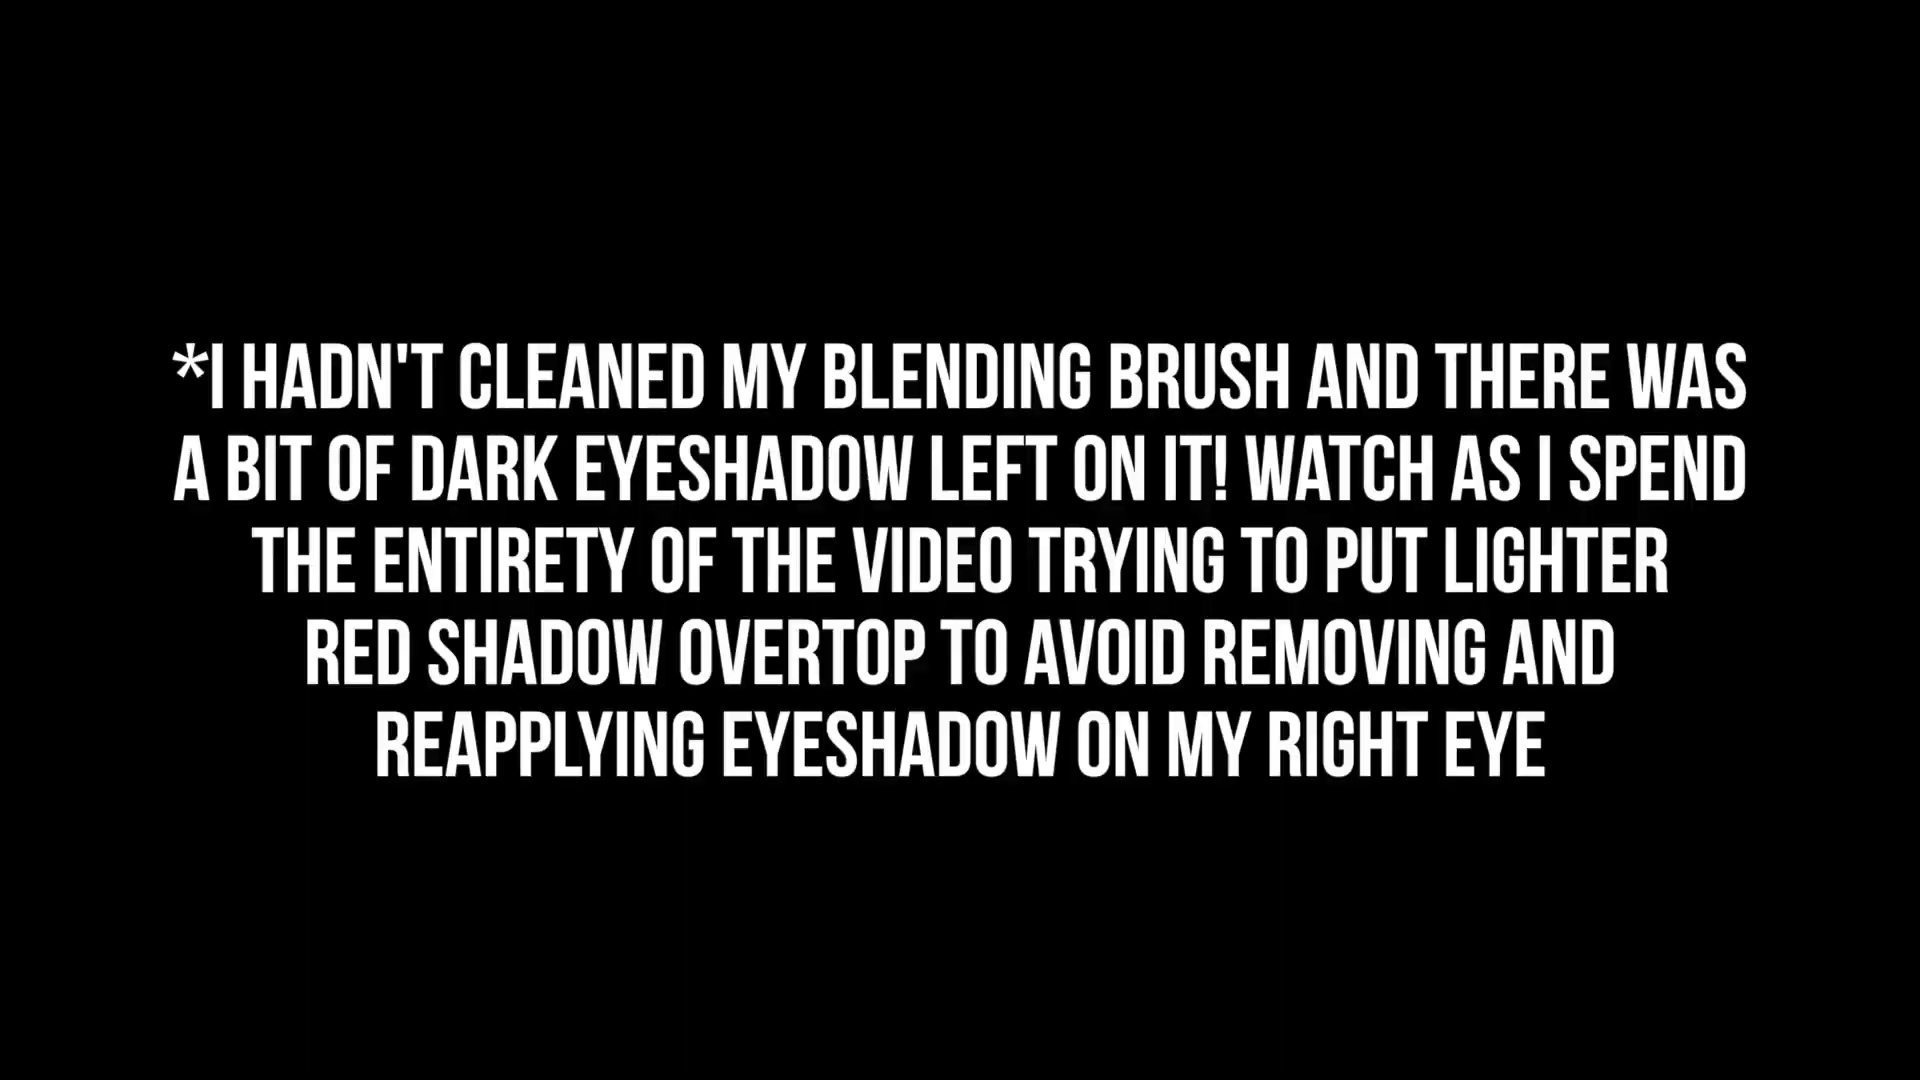 *I HADN'T CLEANED MY BLENDING BRUSH AND THERE WAS
A BIT OF DARK EYESHADOW LEFT ON IT! WATCH AS I SPEND
THE ENTIRETY OF THE VIDEO TRYING TO PUT LIGHTER
RED SHADOW OVERTOP TO AVOID REMOVING AND
REAPPLYING EYESHADOW ON MY RIGHT EYE